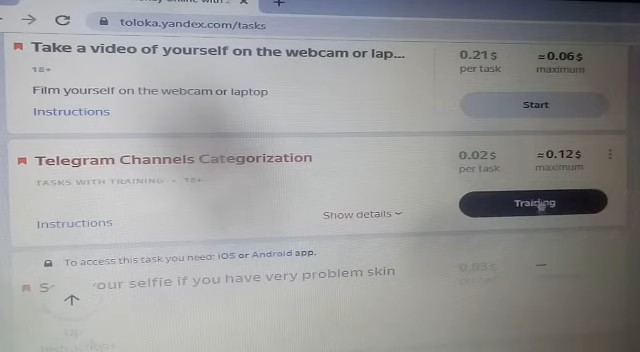 toloka.yandex.com/tasks
Take a video of yourself on the webcam or lap...
0.21$ ≈0.06$
per task maximum
18+
Film yourself on the webcam or laptop
Start
Instructions
Telegram Channels Categorization
0.02$ ≈0.12$
per task maximum
TASKS WITH TRAINING • 18+
Training
Show details
Instructions
To access this task you need: iOS or Android app.
our selfie if you have very problem skin